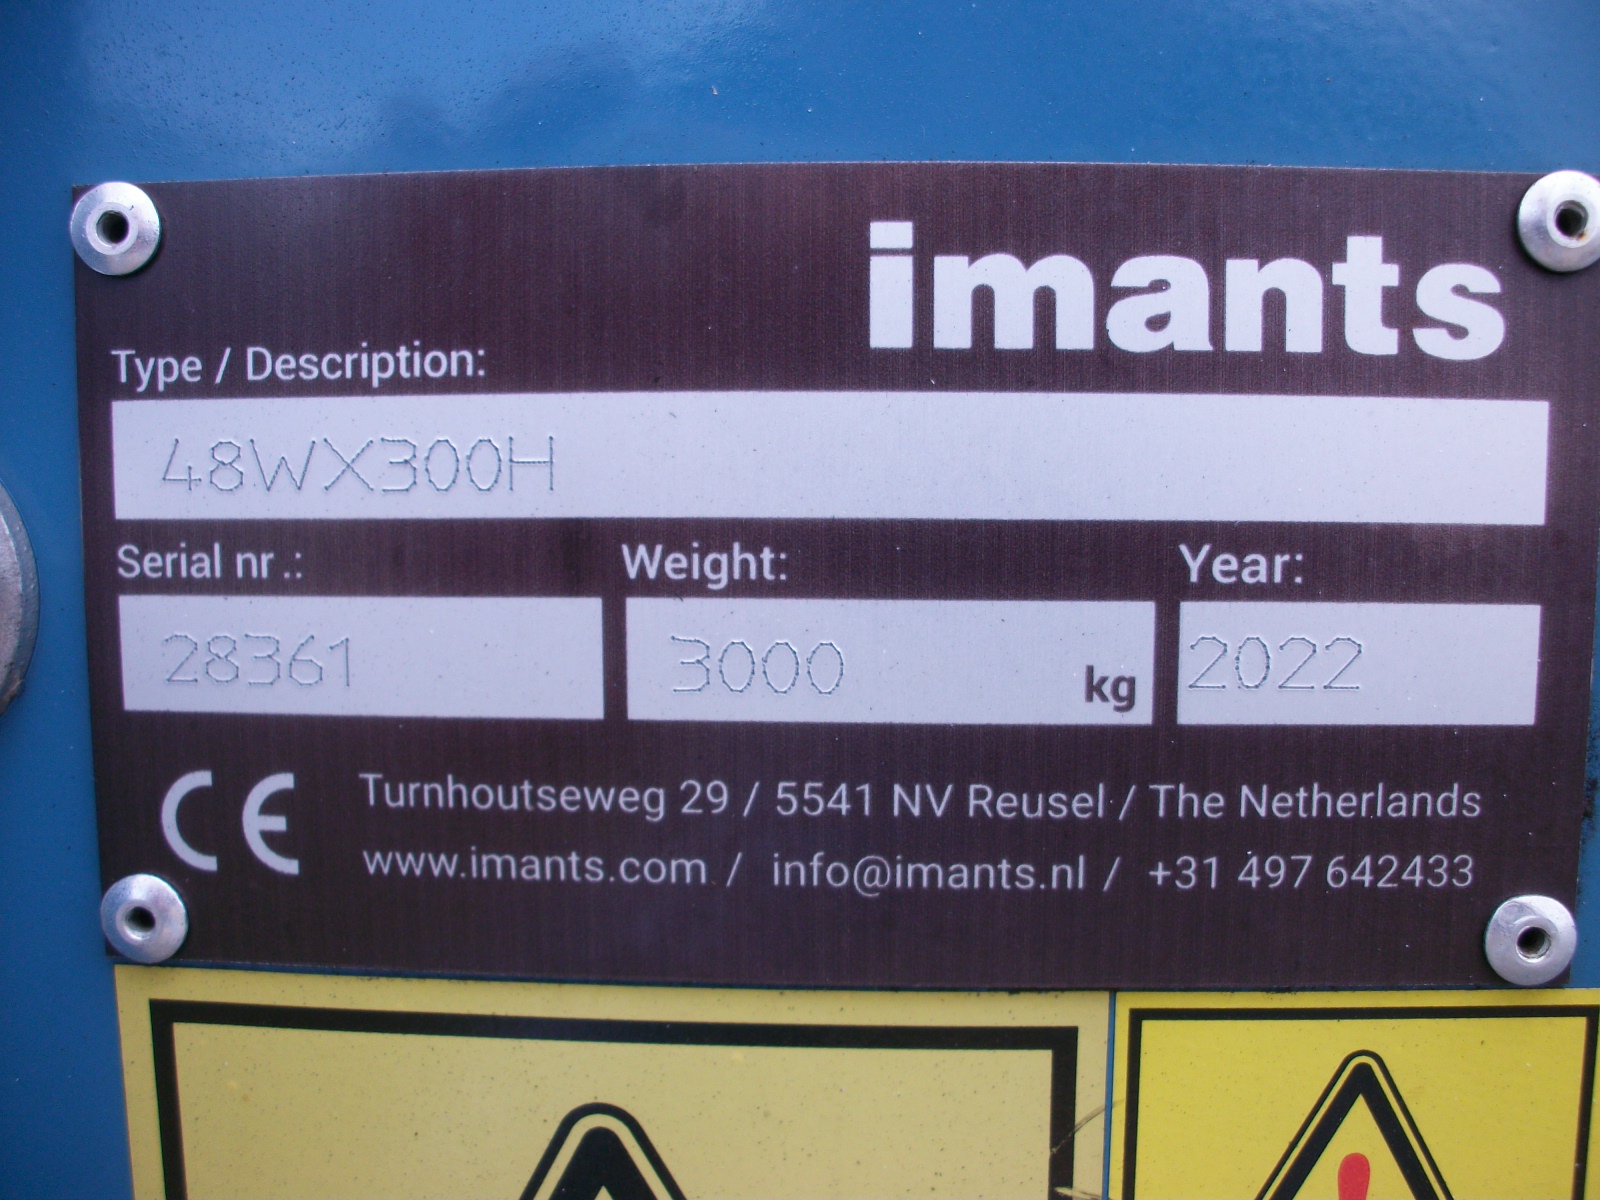 imants
Type / Description:
48WX300H
Serial nr.: Weight: Year:
28361 3000 kg 2022
CE Turnhoutseweg 29 / 5541 NV Reusel / The Netherlands
www.imants.com / info@imants.nl / +31 497 642433